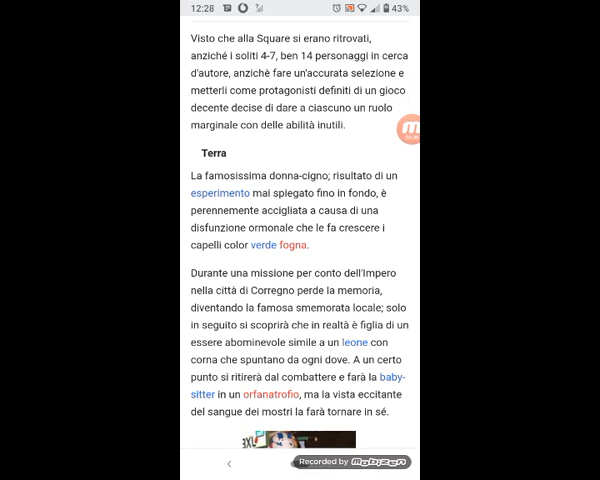 12:28
43%
Visto che alla Square si erano ritrovati,
anziché i soliti 4-7, ben 14 personaggi in cerca
d'autore, anzichè fare un'accurata selezione e
metterli come protagonisti definiti di un gioco
decente decise di dare a ciascuno un ruolo
marginale con delle abilità inutili.
Terra
La famosissima donna-cigno; risultato di un
esperimento mai spiegato fino in fondo, è
perennemente accigliata a causa di una
disfunzione ormonale che le fa crescere i
capelli color verde fogna.
Durante una missione per conto dell'Impero
nella città di Corregno perde la memoria,
diventando la famosa smemorata locale; solo
in seguito si scoprirà che in realtà è figlia di un
essere abominevole simile a un leone con
corna che spuntano da ogni dove. A un certo
punto si ritirerà dal combattere e farà la baby-
sitter in un orfanatrofio, ma la vista eccitante
del sangue dei mostri la farà tornare in sé.
Recorded by mobizen